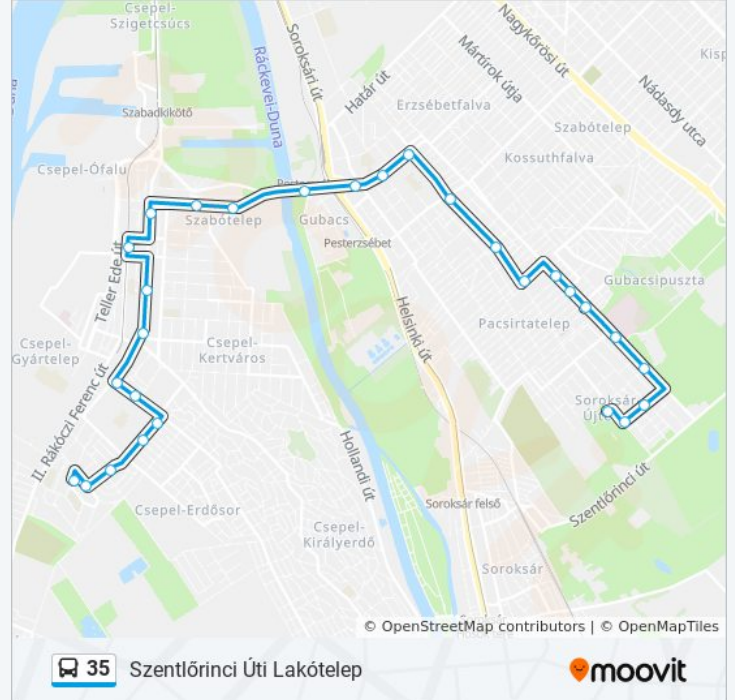 Csepel-
Szigetcsúcs
Nagykőrösi út
Soroksári út
Ráckevei-Duna
Határ út
Mártírok útja
Nádasdy utca
Erzsébetfalva
Szabótelep
Szabadkikötő
Kossuthfalva
Csepel-Ófalu
Szabótelep
Gubacs
Pesterzsébet
Teller Ede út
Gubacsipuszta
Helsinki út
Pacsirtatelep
Csepel-
Gyártelep
Csepel-
Kertváros
II. Rákóczi Ferenc út
Hollandi út
Szentlőrinci út
Csepel-Erdősor
Soroksár felső
Csepel-
Királyerdő
Soroksár
© OpenStreetMap contributors | © OpenMapTiles
35 Szentlőrinci Úti Lakótelep moovit